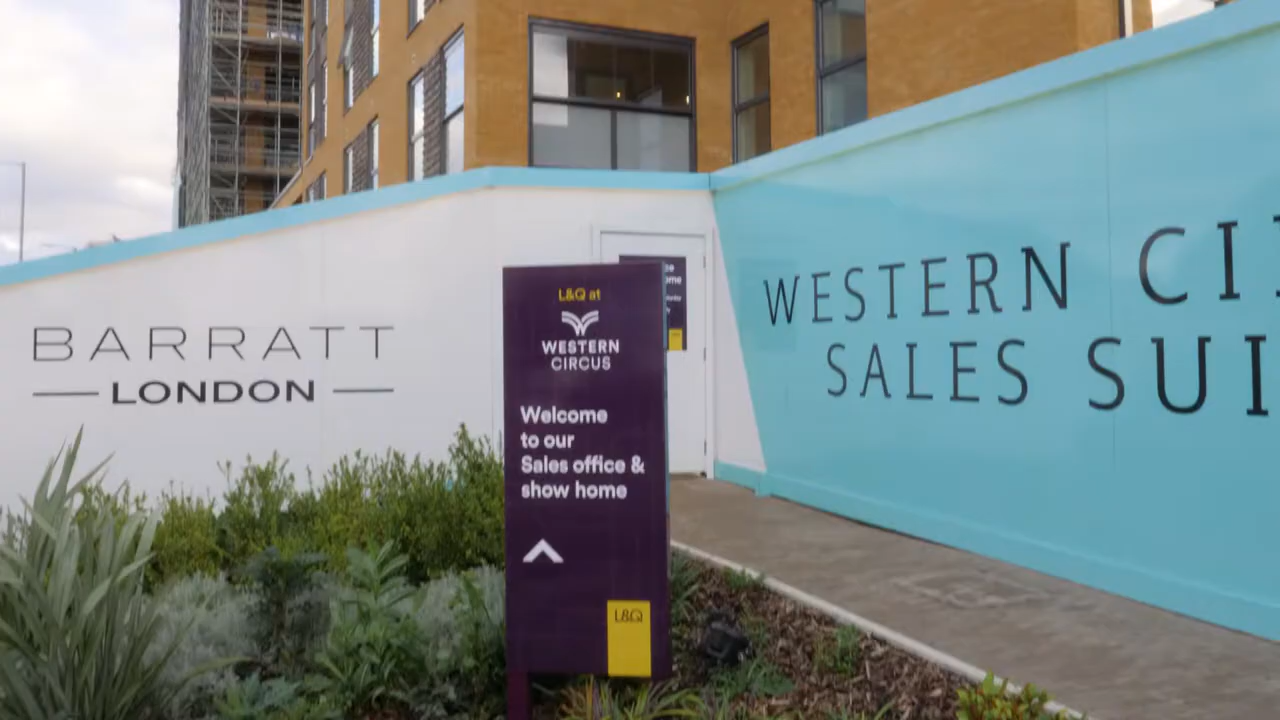 BARRATT
LONDON
L&Q at
WESTERN
CIRCUS
Welcome
to our
Sales office &
show home
L&Q
WESTERN CI
SALES SUI